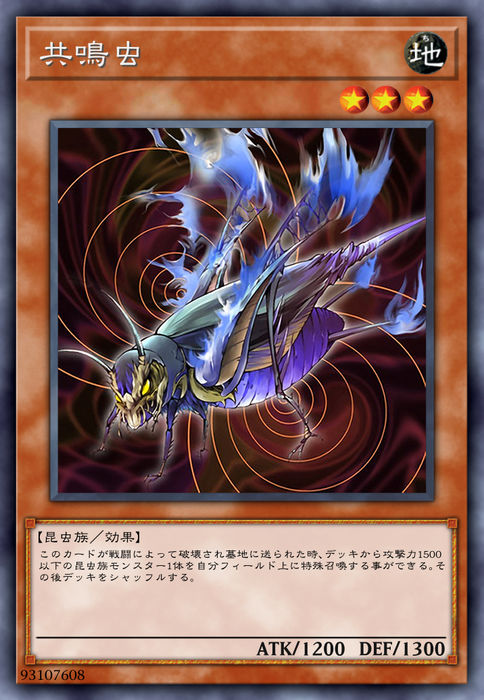 共鳴虫
ち
地
【昆虫族／効果】
このカードが戦闘によって破壊され墓地に送られた時、デッキから攻撃力1500
以下の昆虫族モンスター1体を自分フィールド上に特殊召喚する事ができる。そ
の後デッキをシャッフルする。
ATK/1200 DEF/1300
93107608